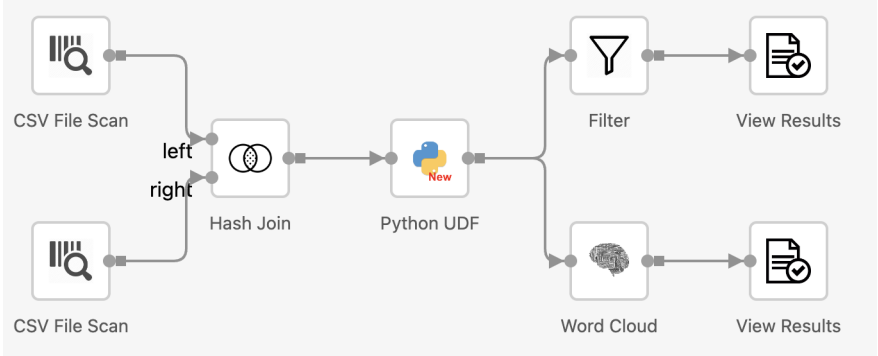 CSV File Scan
Filter
View Results
left
right
Hash Join
New
Python UDF
CSV File Scan
Word Cloud
View Results